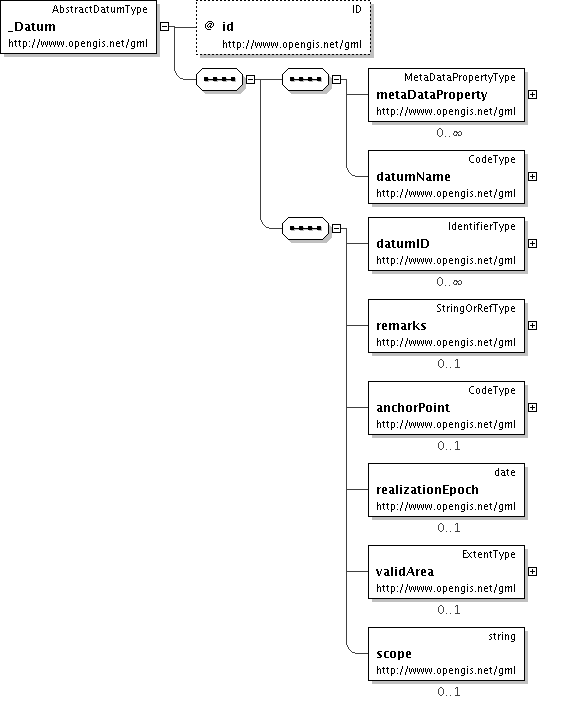 AbstractDatumType
_Datum
http://www.opengis.net/gml
ID
@ id
http://www.opengis.net/gml
MetaDataPropertyType
metaDataProperty
http://www.opengis.net/gml
0..∞
CodeType
datumName
http://www.opengis.net/gml
IdentifierType
datumID
http://www.opengis.net/gml
0..∞
StringOrRefType
remarks
http://www.opengis.net/gml
0..1
CodeType
anchorPoint
http://www.opengis.net/gml
0..1
date
realizationEpoch
http://www.opengis.net/gml
0..1
ExtentType
validArea
http://www.opengis.net/gml
0..1
string
scope
http://www.opengis.net/gml
0..1